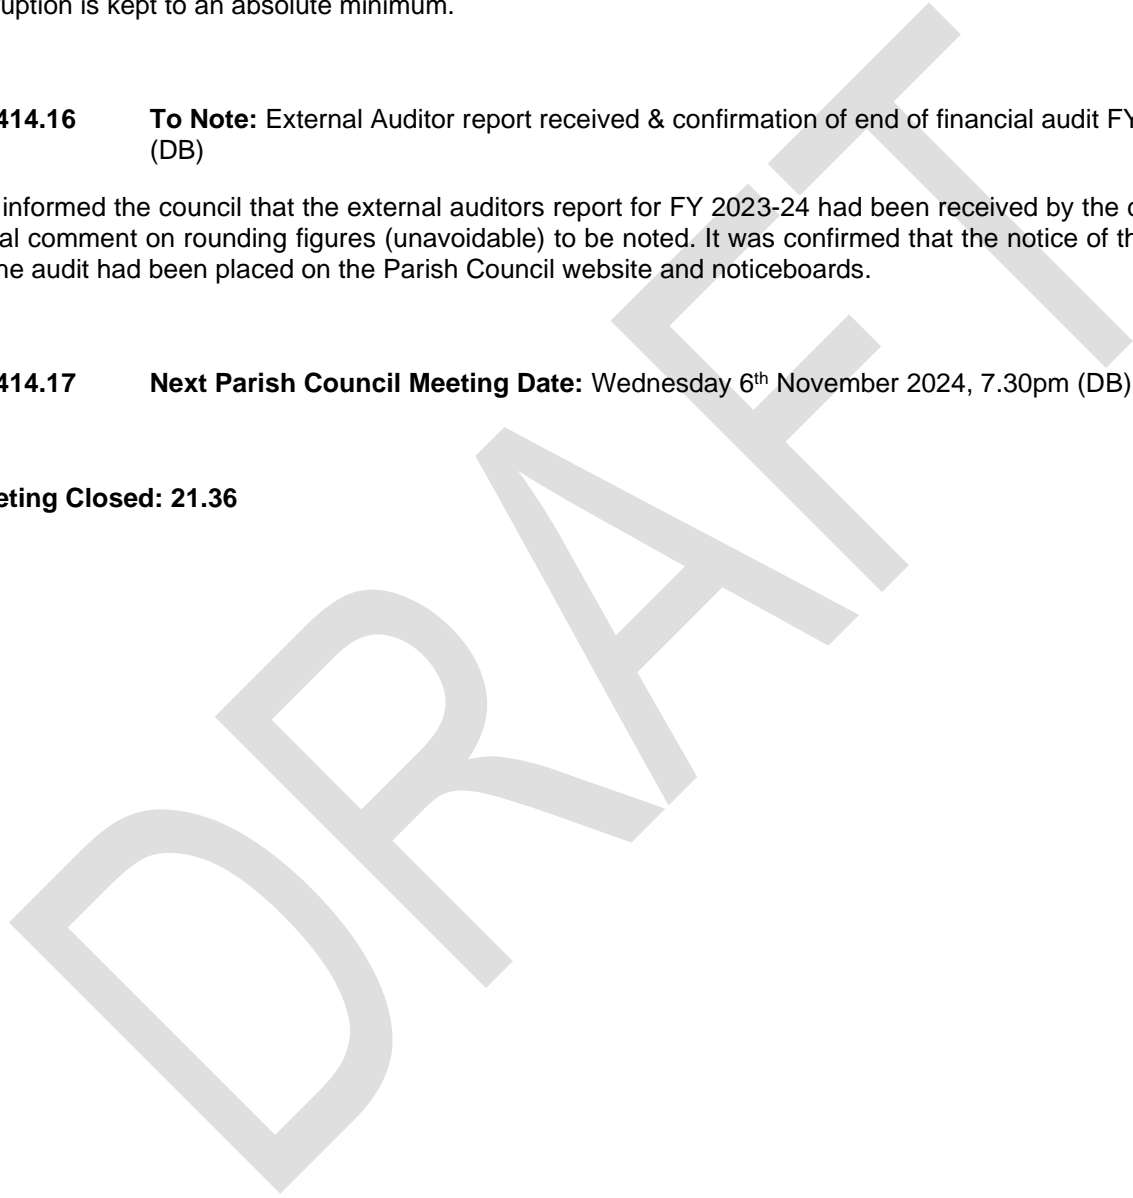 uption is kept to an absolute minimum.
414.16 To Note: External Auditor report received & confirmation of end of financial audit FY
(DB)
informed the council that the external auditors report for FY 2023-24 had been received by the
al comment on rounding figures (unavoidable) to be noted. It was confirmed that the notice of th
ne audit had been placed on the Parish Council website and noticeboards.
414.17 Next Parish Council Meeting Date: Wednesday 6th November 2024, 7.30pm (DB)
eting Closed: 21.36
DRAFT